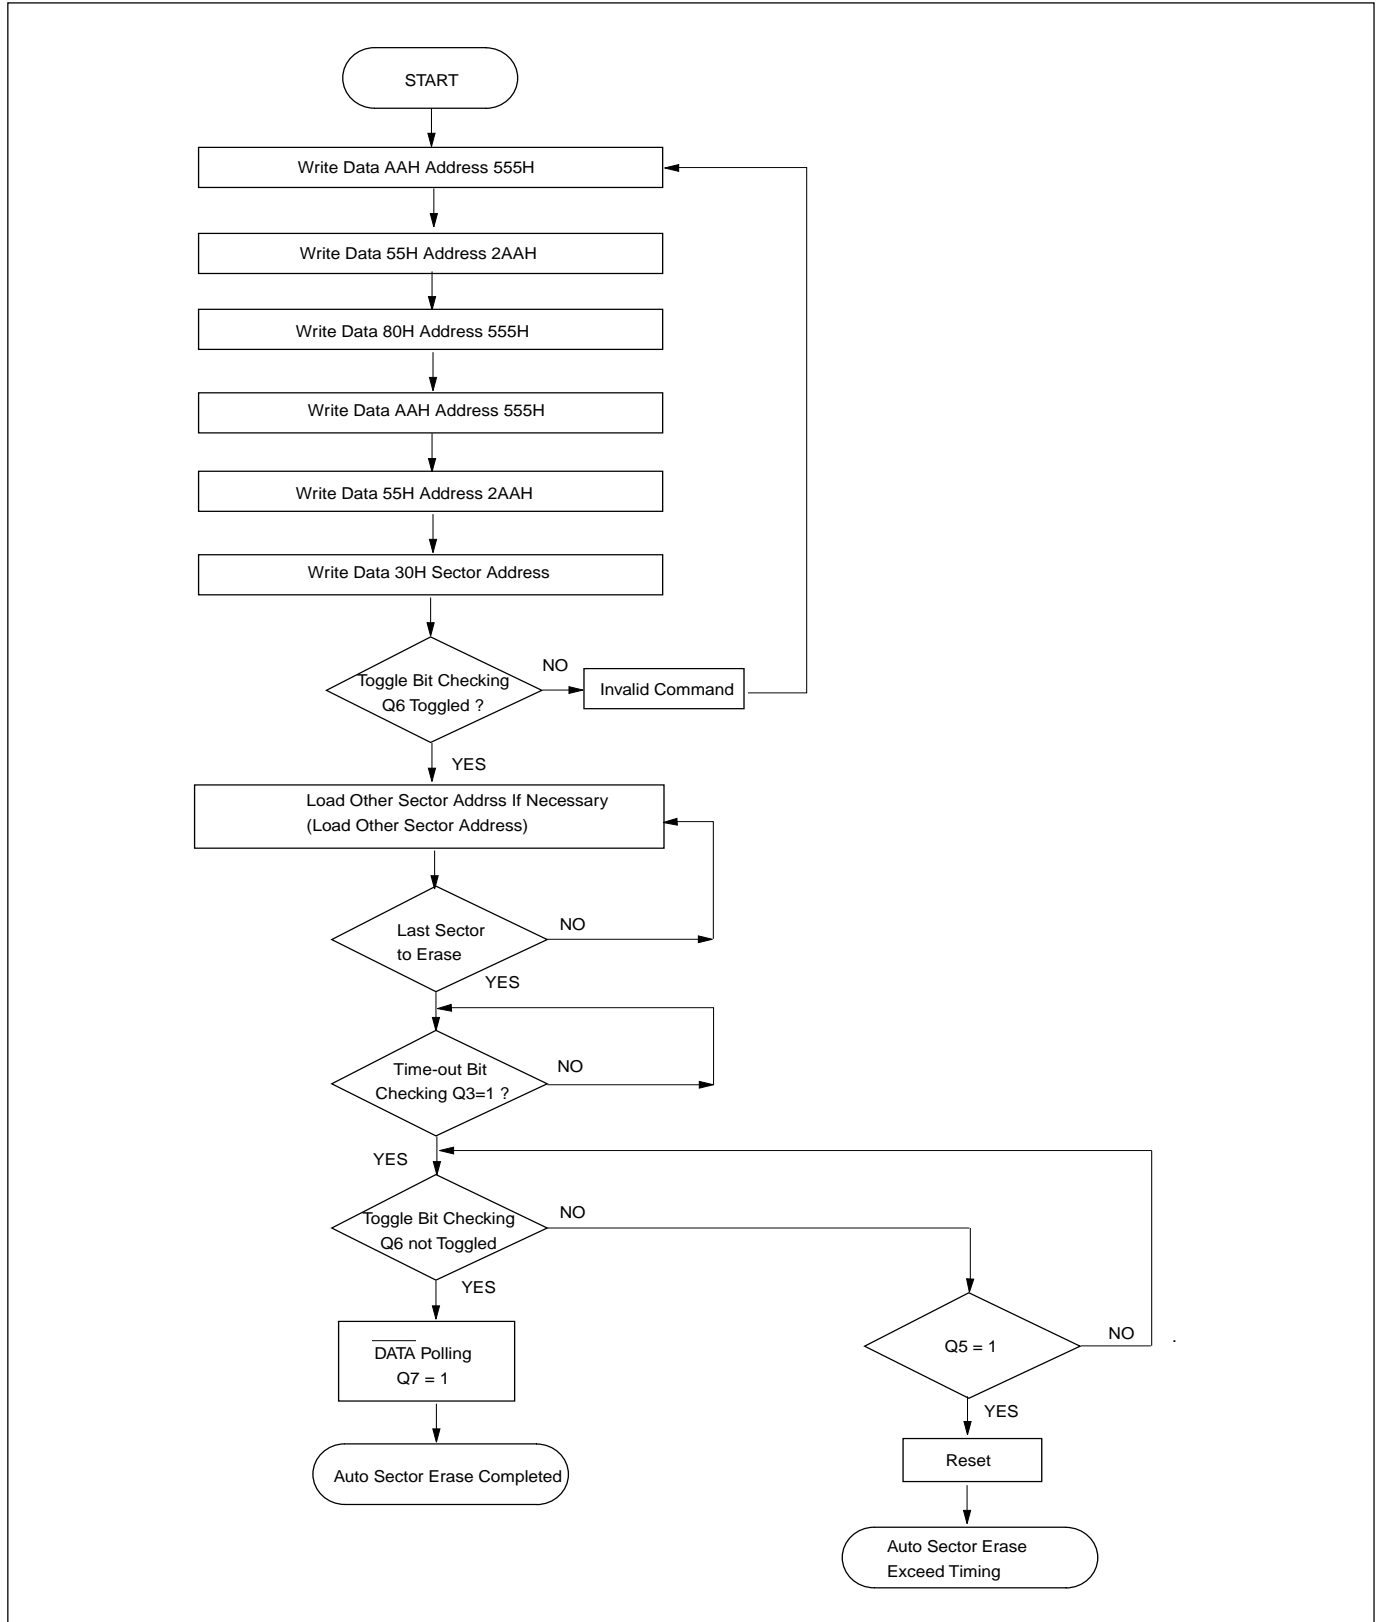 START
Write Data AAH Address 555H
Write Data 55H Address 2AAH
Write Data 80H Address 555H
Write Data AAH Address 555H
Write Data 55H Address 2AAH
Write Data 30H Sector Address
Toggle Bit Checking
Q6 Toggled ?
NO
Invalid Command
YES
Load Other Sector Addrss If Necessary
(Load Other Sector Address)
Last Sector
to Erase
NO
YES
Time-out Bit
Checking Q3=1 ?
NO
YES
Toggle Bit Checking
Q6 not Toggled
NO
YES
DATA Polling
Q7 = 1
Q5 = 1
NO
.
YES
Auto Sector Erase Completed
Reset
Auto Sector Erase
Exceed Timing